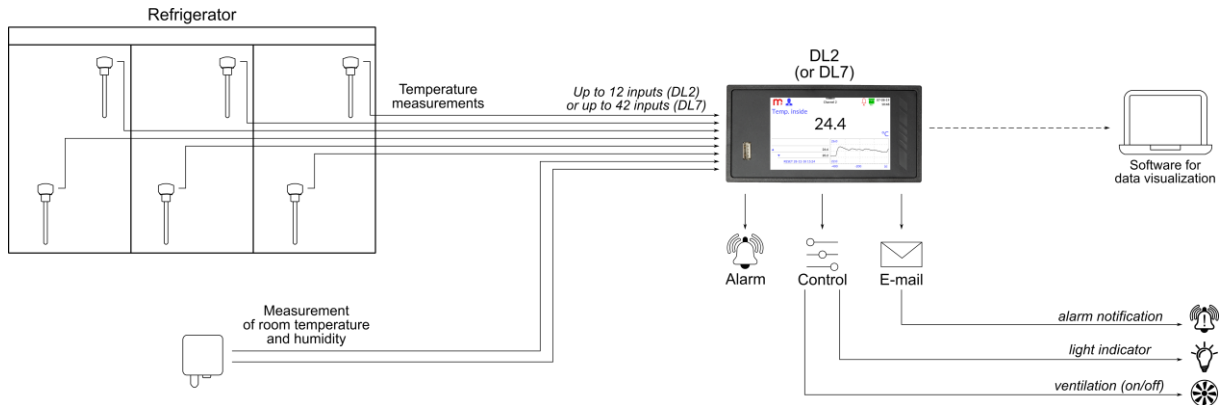 Refrigerator
Temperature
measurements
Up to 12 inputs (DL2)
or up to 42 inputs (DL7)
DL2
(or DL7)
m
Temp. inside
24.4
°C
Software for
data visualization
Alarm
Control
E-mail
Measurement
of room temperature
and humidity
alarm notification
light indicator
ventilation (on/off)